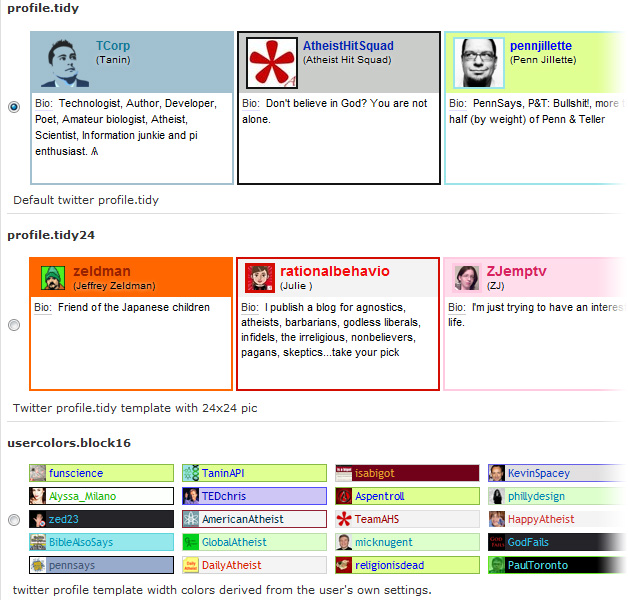 profile.tidy
TCorp
(Tanin)
Bio: Technologist, Author, Developer,
Poet, Amateur biologist, Atheist,
Scientist, Information junkie and pi
enthusiast. Ѧ
AtheistHitSquad
(Atheist Hit Squad)
Bio: Don't believe in God? You are not
alone.
pennjillette
(Penn Jillette)
Bio: PennSays, P&T: Bullshit!, more
half (by weight) of Penn & Teller
Default twitter profile.tidy
profile.tidy24
zeldman
(Jeffrey Zeldman)
Bio: Friend of the Japanese children
rationalbehavio
(Julie )
Bio: I publish a blog for agnostics,
atheists, barbarians, godless liberals,
infidels, the irreligious, nonbelievers,
pagans, skeptics...take your pick
ZJemptv
(ZJ)
Bio: I'm just trying to have an interes
life.
Twitter profile.tidy template with 24x24 pic
usercolors.block16
funscience TaninAPI isabigot KevinSpacey
Alyssa_Milano TEDchris Aspentroll phillydesign
zed23 AmericanAtheist TeamAHS HappyAtheist
BibleAlsoSays GlobalAtheist micknugent GodFails
pennsays DailyAtheist religionisdead PaulToronto
twitter profile template width colors derived from the user's own settings.